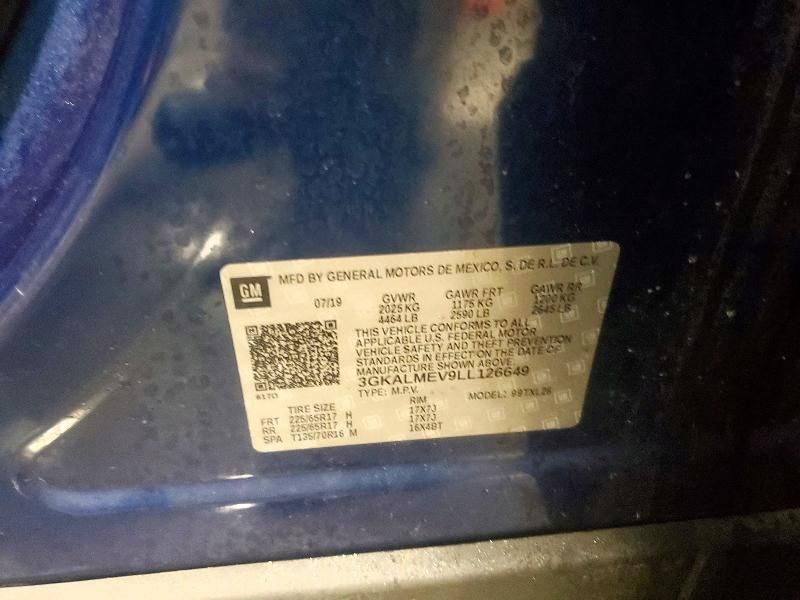 GM
MFD BY GENERAL MOTORS DE MEXICO, S. DE R.L. DE C.V.
07/19 GVWR GAWR FRT GAWR RR
2025 KG 1175 KG 1200 KG
4464 LB 2590 LB 2645 LB
THIS VEHICLE CONFORMS TO ALL
APPLICABLE U.S. FEDERAL MOTOR
VEHICLE SAFETY AND THEFT PREVENTION
STANDARDS IN EFFECT ON THE DATE OF
MANUFACTURE SHOWN ABOVE.
3GKALMEV9LL126649
6170
TYPE: M.P.V. MODEL: 99TXL26
TIRE SIZE RIM
FRT 225/65R17 H 17X7J
RR 225/65R17 H 17X7J
SPA T135/70R16 M 16X4BT